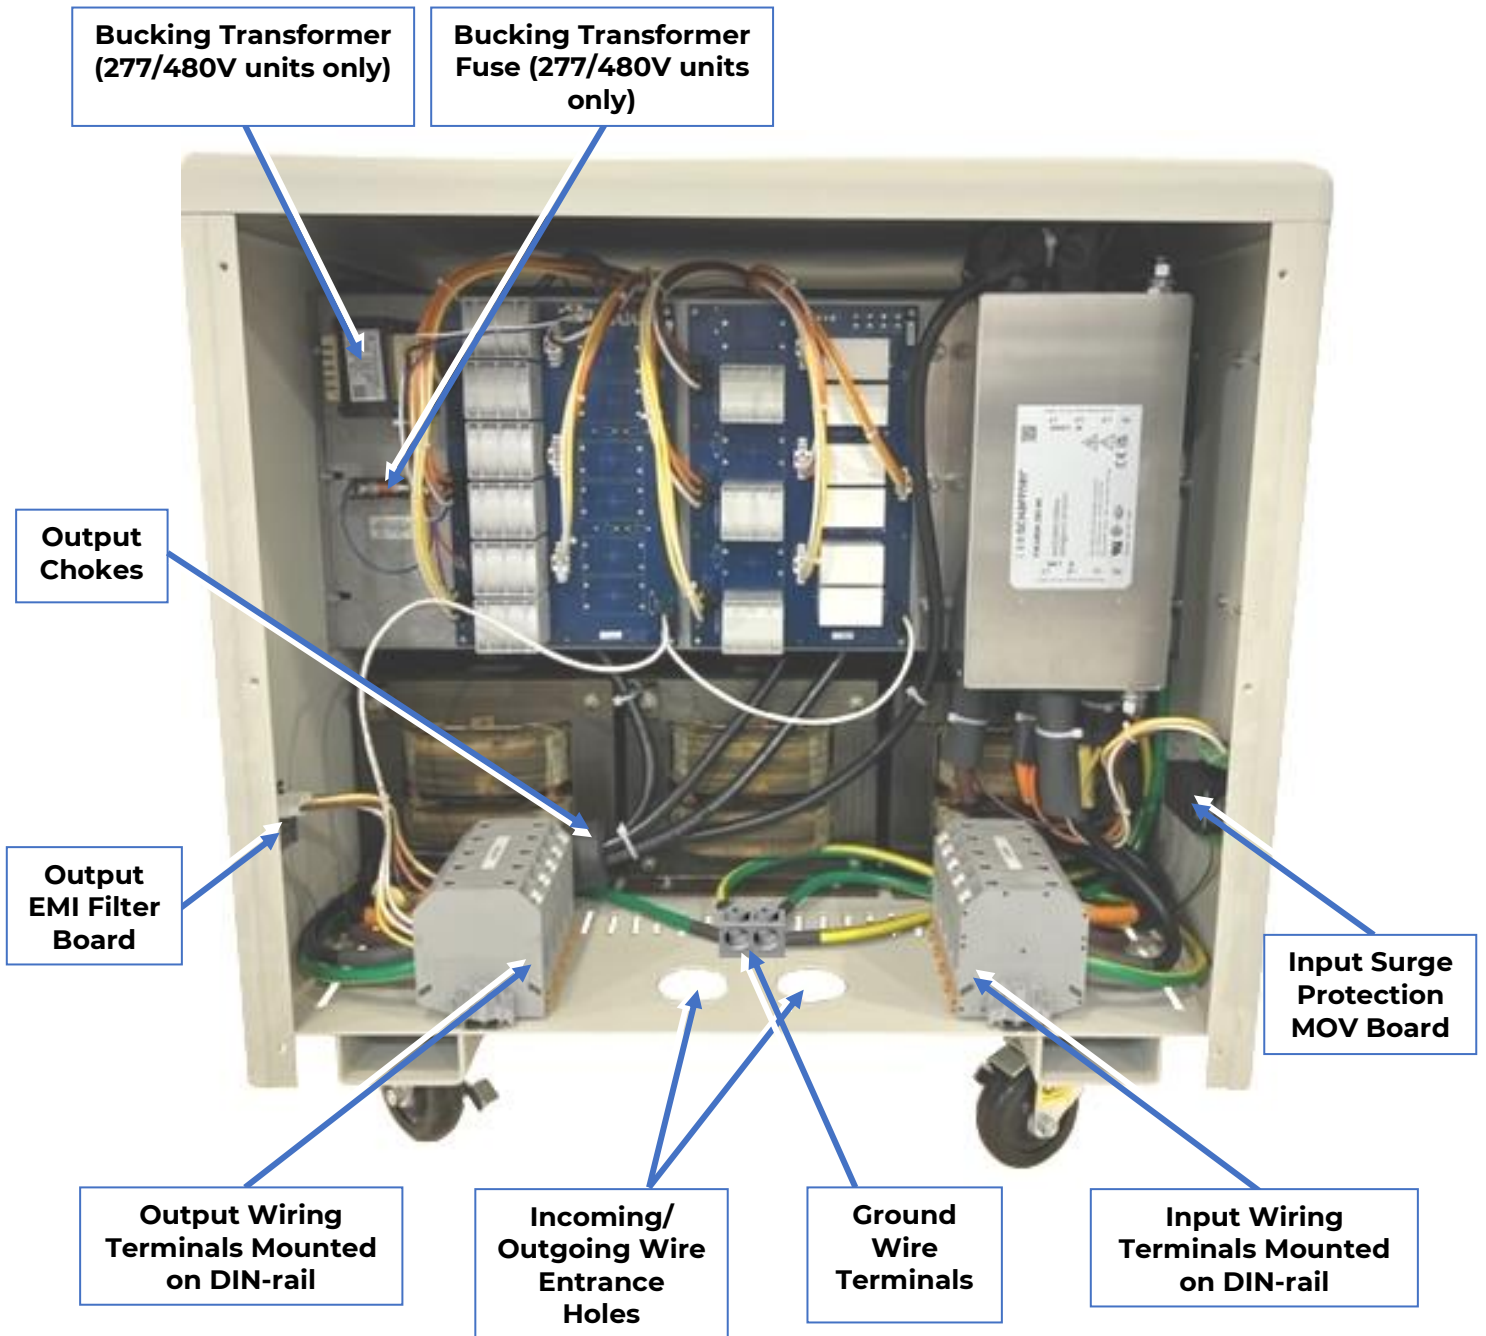 Bucking Transformer
(277/480V units only)
Bucking Transformer
Fuse (277/480V units
only)
Output
Chokes
Output
EMI Filter
Board
Input Surge
Protection
MOV Board
Output Wiring
Terminals Mounted
on DIN-rail
Incoming/
Outgoing Wire
Entrance
Holes
Ground
Wire
Terminals
Input Wiring
Terminals Mounted
on DIN-rail